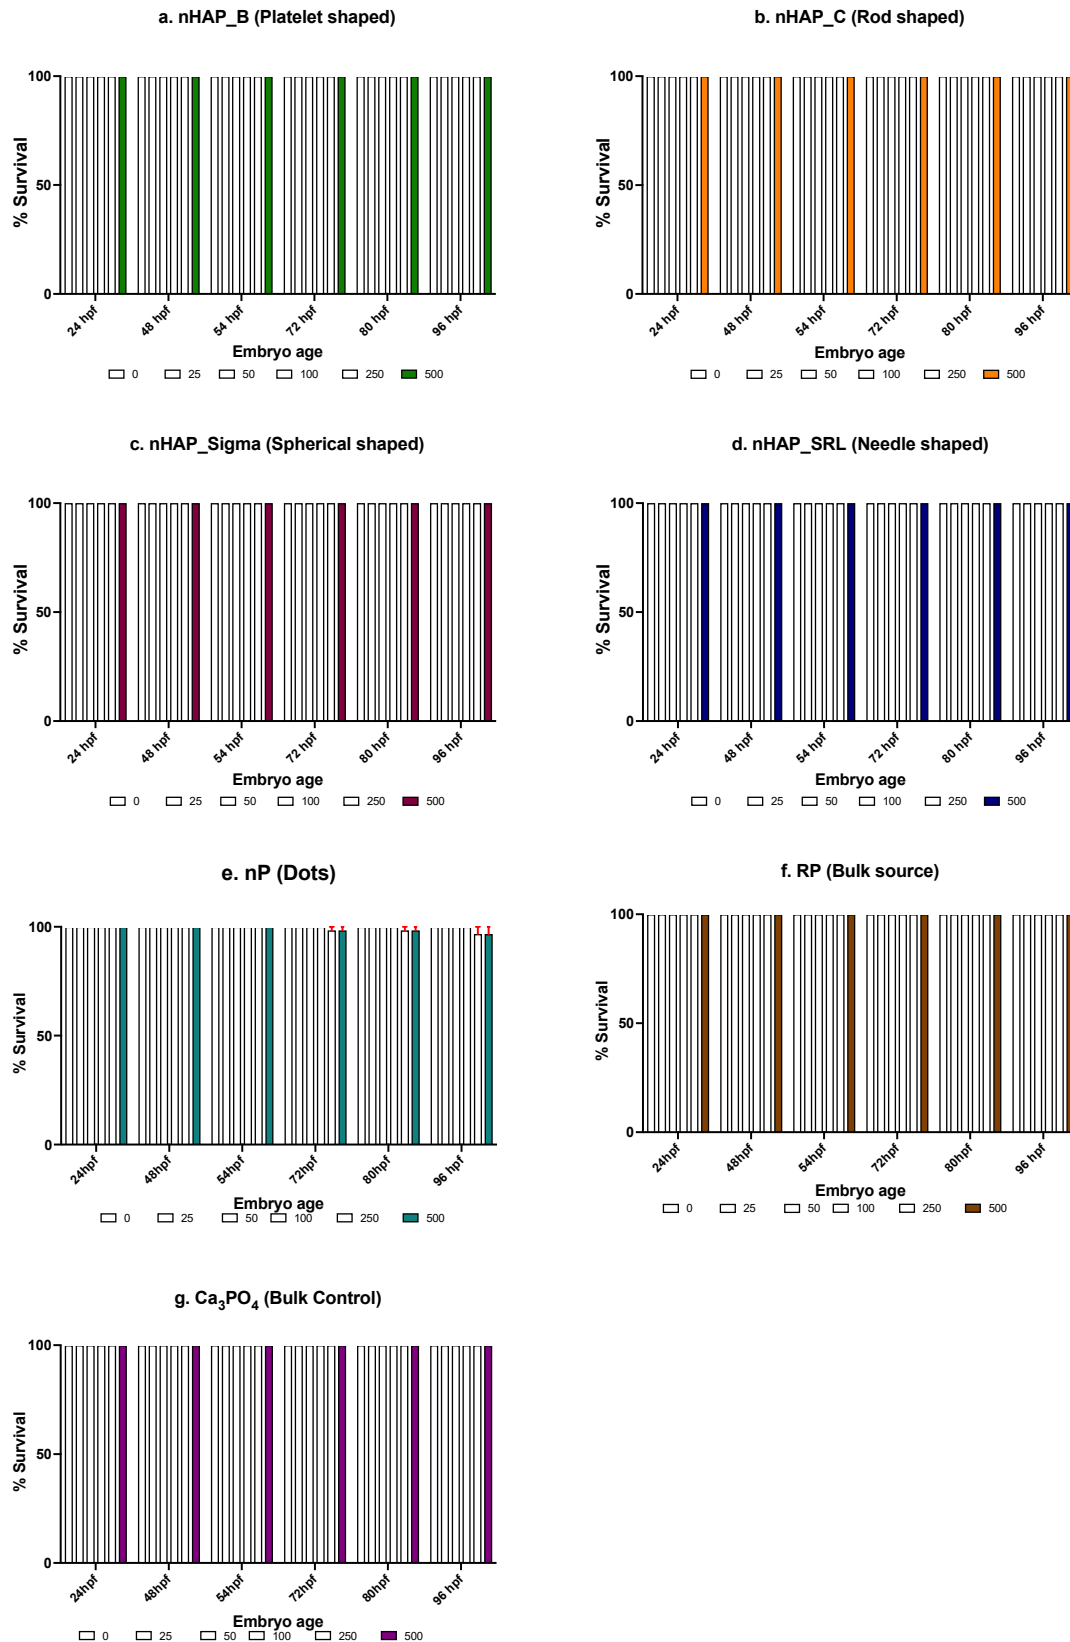 a. nHAP_B (Platelet shaped)
100
50
0
% Survival
24 hpf
48 hpf
54 hpf
72 hpf
80 hpf
96 hpf
Embryo age
0 25 50 100 250 500
b. nHAP_C (Rod shaped)
100
50
0
% Survival
24 hpf
48 hpf
54 hpf
72 hpf
80 hpf
96 hpf
Embryo age
0 25 50 100 250 500
c. nHAP_Sigma (Spherical shaped)
100
50
0
% Survival
24 hpf
48 hpf
54 hpf
72 hpf
80 hpf
96 hpf
Embryo age
0 25 50 100 250 500
d. nHAP_SRL (Needle shaped)
100
50
0
% Survival
24 hpf
48 hpf
54 hpf
72 hpf
80 hpf
96 hpf
Embryo age
0 25 50 100 250 500
e. nP (Dots)
100
50
0
% Survival
24hpf
48hpf
54hpf
72hpf
80hpf
96 hpf
Embryo age
0 25 50 100 250 500
f. RP (Bulk source)
100
50
0
% Survival
24hpf
48hpf
54hpf
72hpf
80hpf
96 hpf
Embryo age
0 25 50 100 250 500
g. Ca₃PO₄ (Bulk Control)
100
50
0
% Survival
24hpf
48hpf
54hpf
72hpf
80hpf
96 hpf
Embryo age
0 25 50 100 250 500